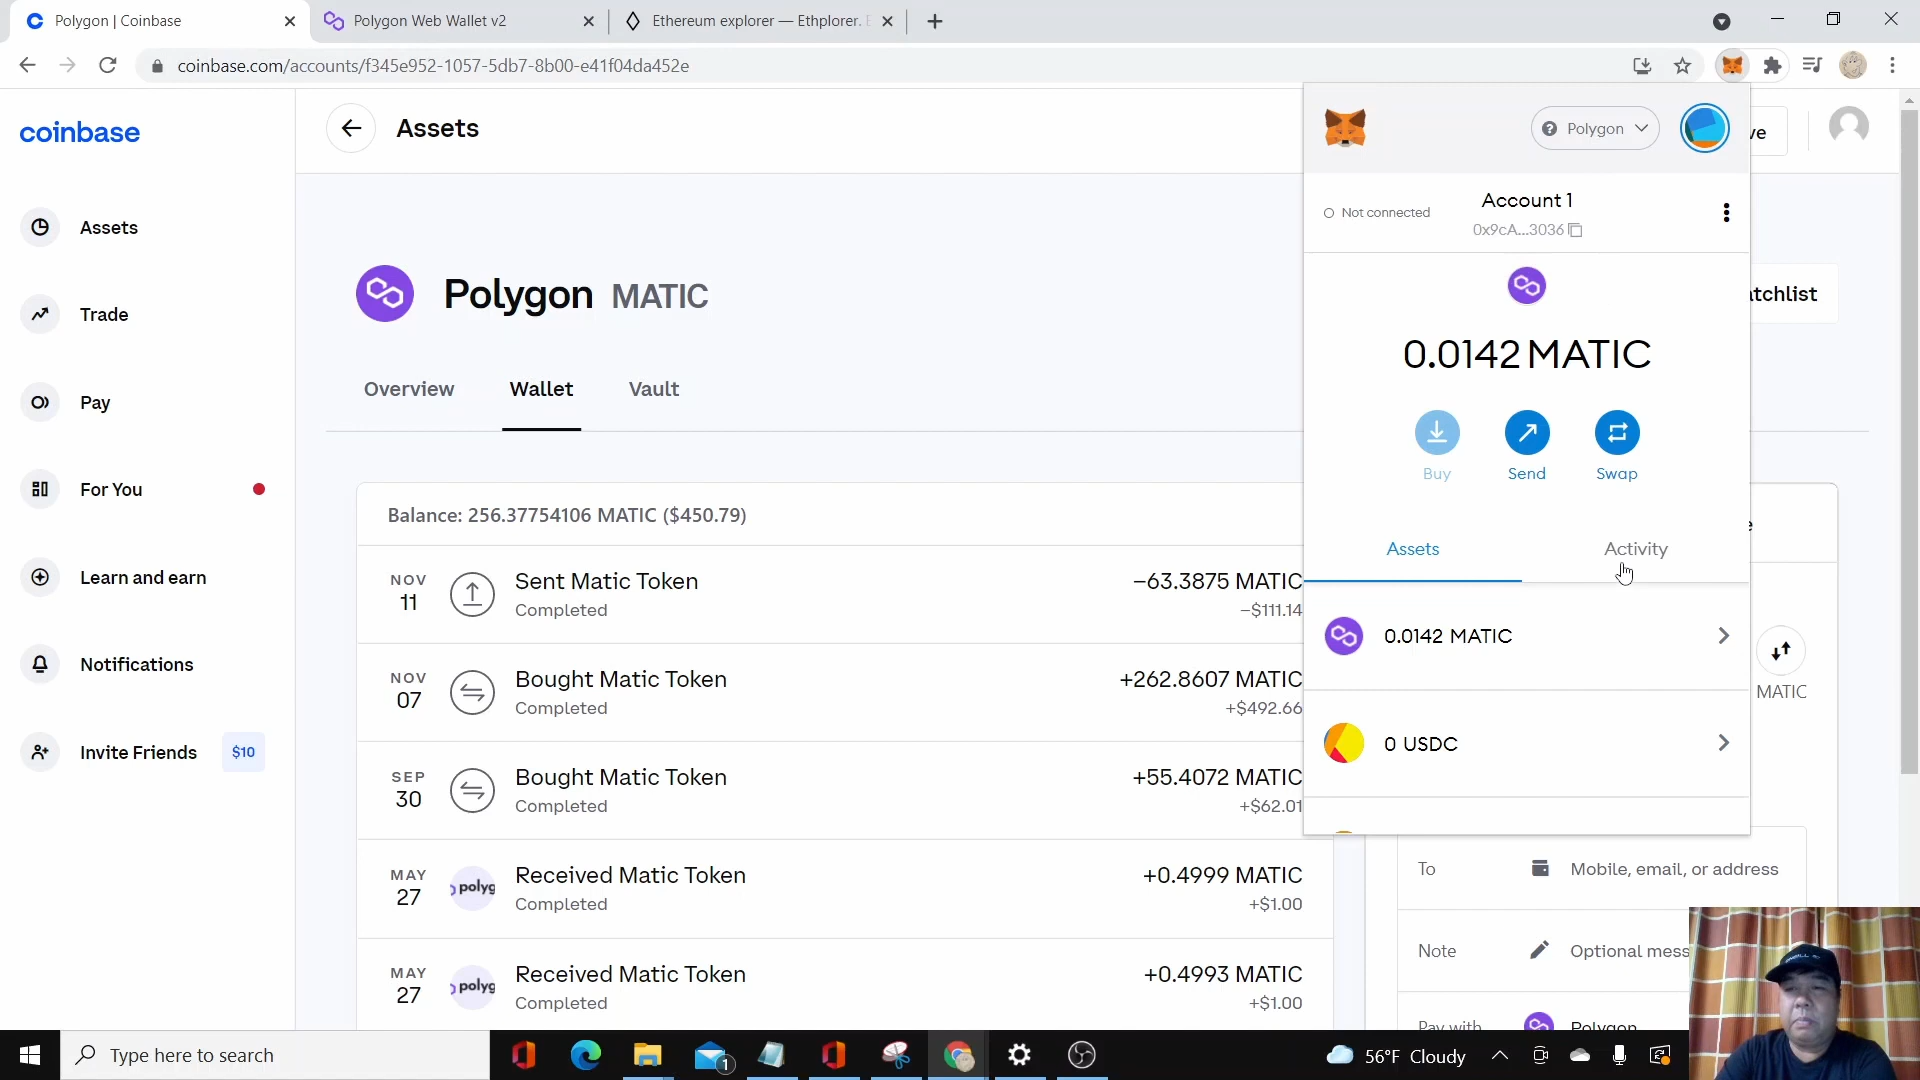 Polygon | Coinbase
Polygon Web Wallet v2
Ethereum explorer — Ethplorer.
coinbase.com/accounts/f345e952-1057-5db7-8b00-e41f04da452e
coinbase
Assets
Trade
Pay
For You
Learn and earn
Notifications
Invite Friends
$10
Assets
Polygon MATIC
Overview
Wallet
Vault
Balance: 256.37754106 MATIC ($450.79)
NOV
11
Sent Matic Token
Completed
−63.3875 MATIC
−$111.14
NOV
07
Bought Matic Token
Completed
+262.8607 MATIC
+$492.66
SEP
30
Bought Matic Token
Completed
+55.4072 MATIC
+$62.01
MAY
27
polyg
Received Matic Token
Completed
+0.4999 MATIC
+$1.00
MAY
27
polyg
Received Matic Token
Completed
+0.4993 MATIC
+$1.00
Polygon
ve
Not connected
Account 1
0x9cA...3036
0.0142 MATIC
Buy
Send
Swap
Assets
Activity
0.0142 MATIC
0 USDC
atchlist
e
MATIC
To
Mobile, email, or address
Note
Optional mess
Pay with
Polygon
Type here to search
1
56°F Cloudy